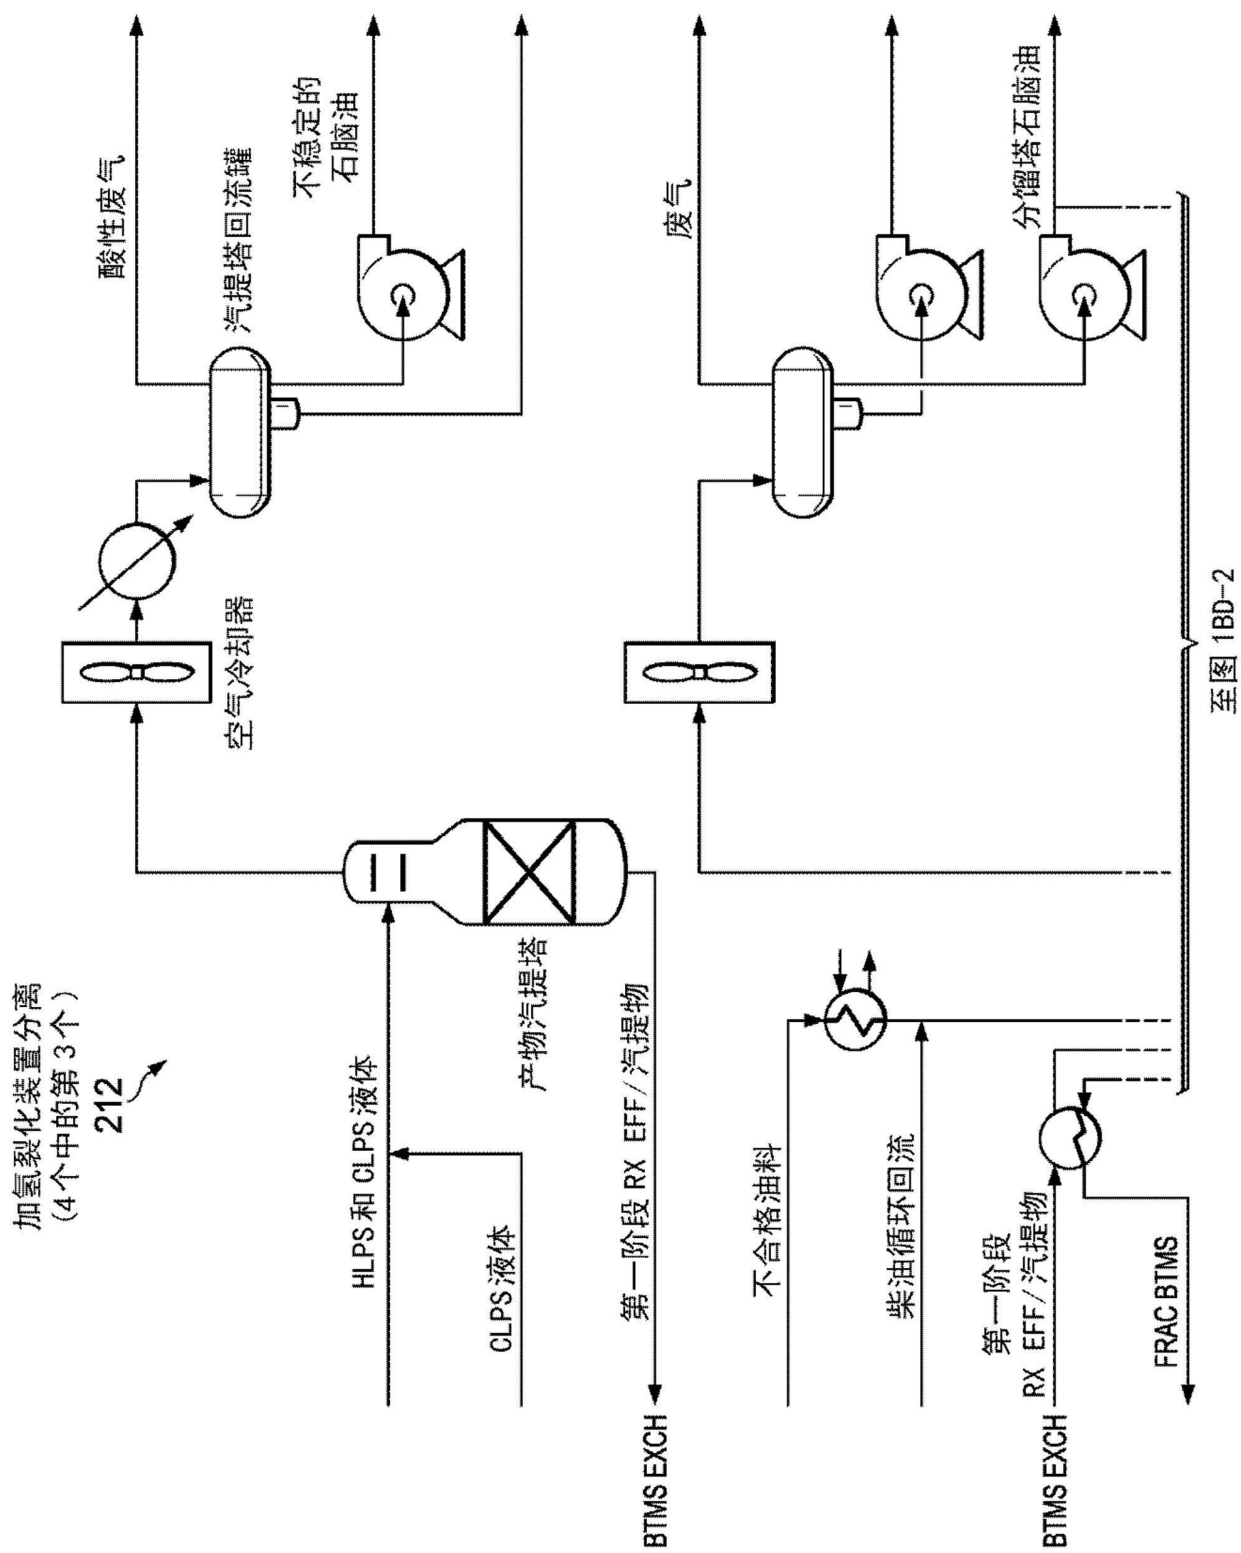 加氢裂化装置分离
(4个中的第3个)
212
HLPS和CLPS液体
CLPS液体
第一阶段 RX EFF/汽提物
BTMS EXCH
产物汽提塔
空气冷却器
酸性废气
汽提塔回流罐
不稳定的
石脑油
不合格油料
柴油循环回流
第一阶段
RX EFF/汽提物
BTMS EXCH
FRAC BTMS
废气
分馏塔石脑油
至图 1BD-2